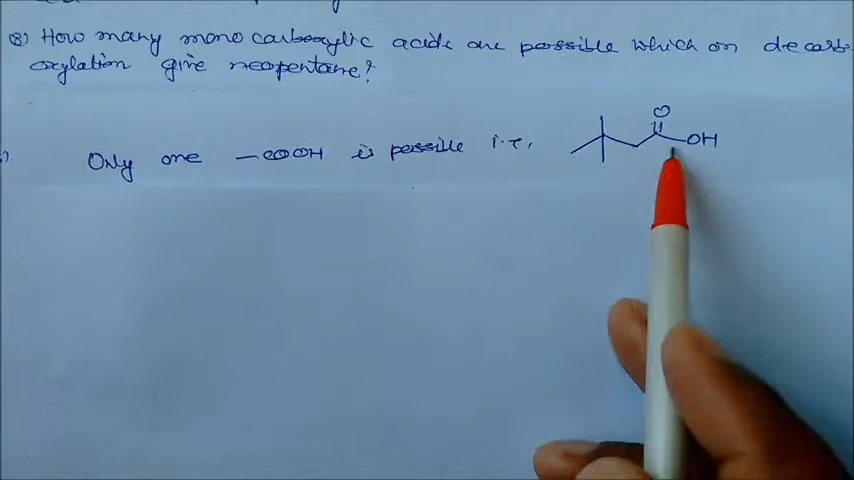 8) How many mono carboxylic acids are possible which on decarb-
oxylation give neopentane?
Only one -COOH is possible i.e.
O
OH